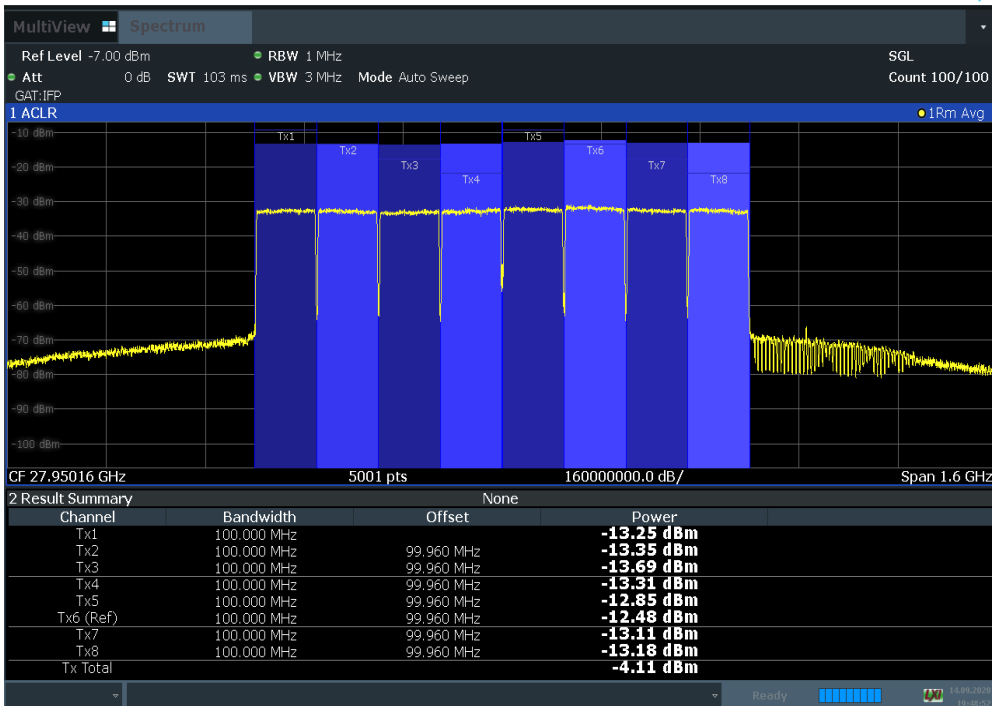 MultiView Spectrum
Ref Level -7.00 dBm RBW 1 MHz SGL
Att 0 dB SWT 103 ms VBW 3 MHz Mode Auto Sweep Count 100/100
GAT:IFP
1 ACLR 1Rm Avg
-10 dBm
Tx1 Tx5
Tx2 Tx6
Tx3 Tx7
-20 dBm
Tx4 Tx8
-30 dBm
-40 dBm
-50 dBm
-60 dBm
-70 dBm
-80 dBm
-90 dBm
-100 dBm
CF 27.95016 GHz 5001 pts 160000000.0 dB/ Span 1.6 GHz
2 Result Summary None
Channel Bandwidth Offset Power
Tx1 100.000 MHz -13.25 dBm
Tx2 100.000 MHz 99.960 MHz -13.35 dBm
Tx3 100.000 MHz 99.960 MHz -13.69 dBm
Tx4 100.000 MHz 99.960 MHz -13.31 dBm
Tx5 100.000 MHz 99.960 MHz -12.85 dBm
Tx6 (Ref) 100.000 MHz 99.960 MHz -12.48 dBm
Tx7 100.000 MHz 99.960 MHz -13.11 dBm
Tx8 100.000 MHz 99.960 MHz -13.18 dBm
Tx Total -4.11 dBm
Ready LXI 14.09.2020
19:48:52